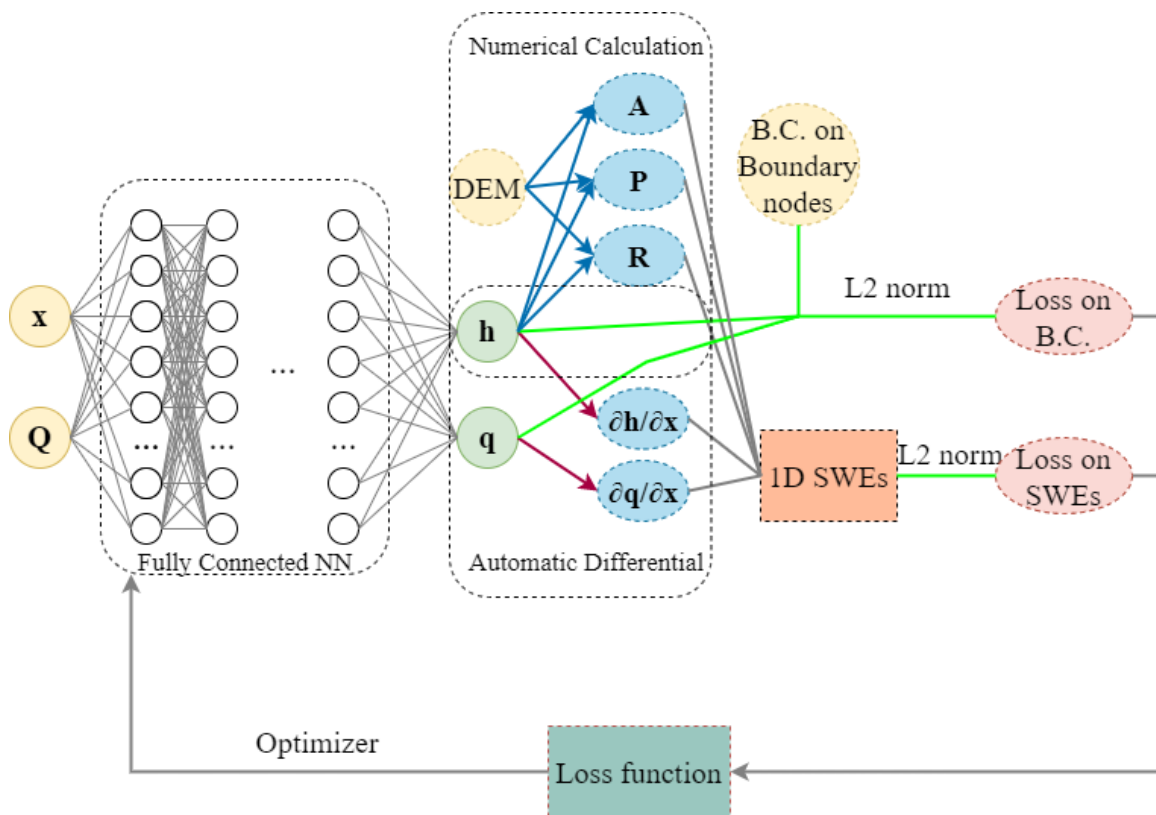 Numerical Calculation
A
B.C. on
Boundary
nodes
DEM
P
R
L2 norm
x
h
Loss on
B.C.
...
Q
q
∂h/∂x
∂q/∂x
1D SWEs
L2 norm
Loss on
SWEs
... ... ...
Fully Connected NN
Automatic Differential
Optimizer
Loss function